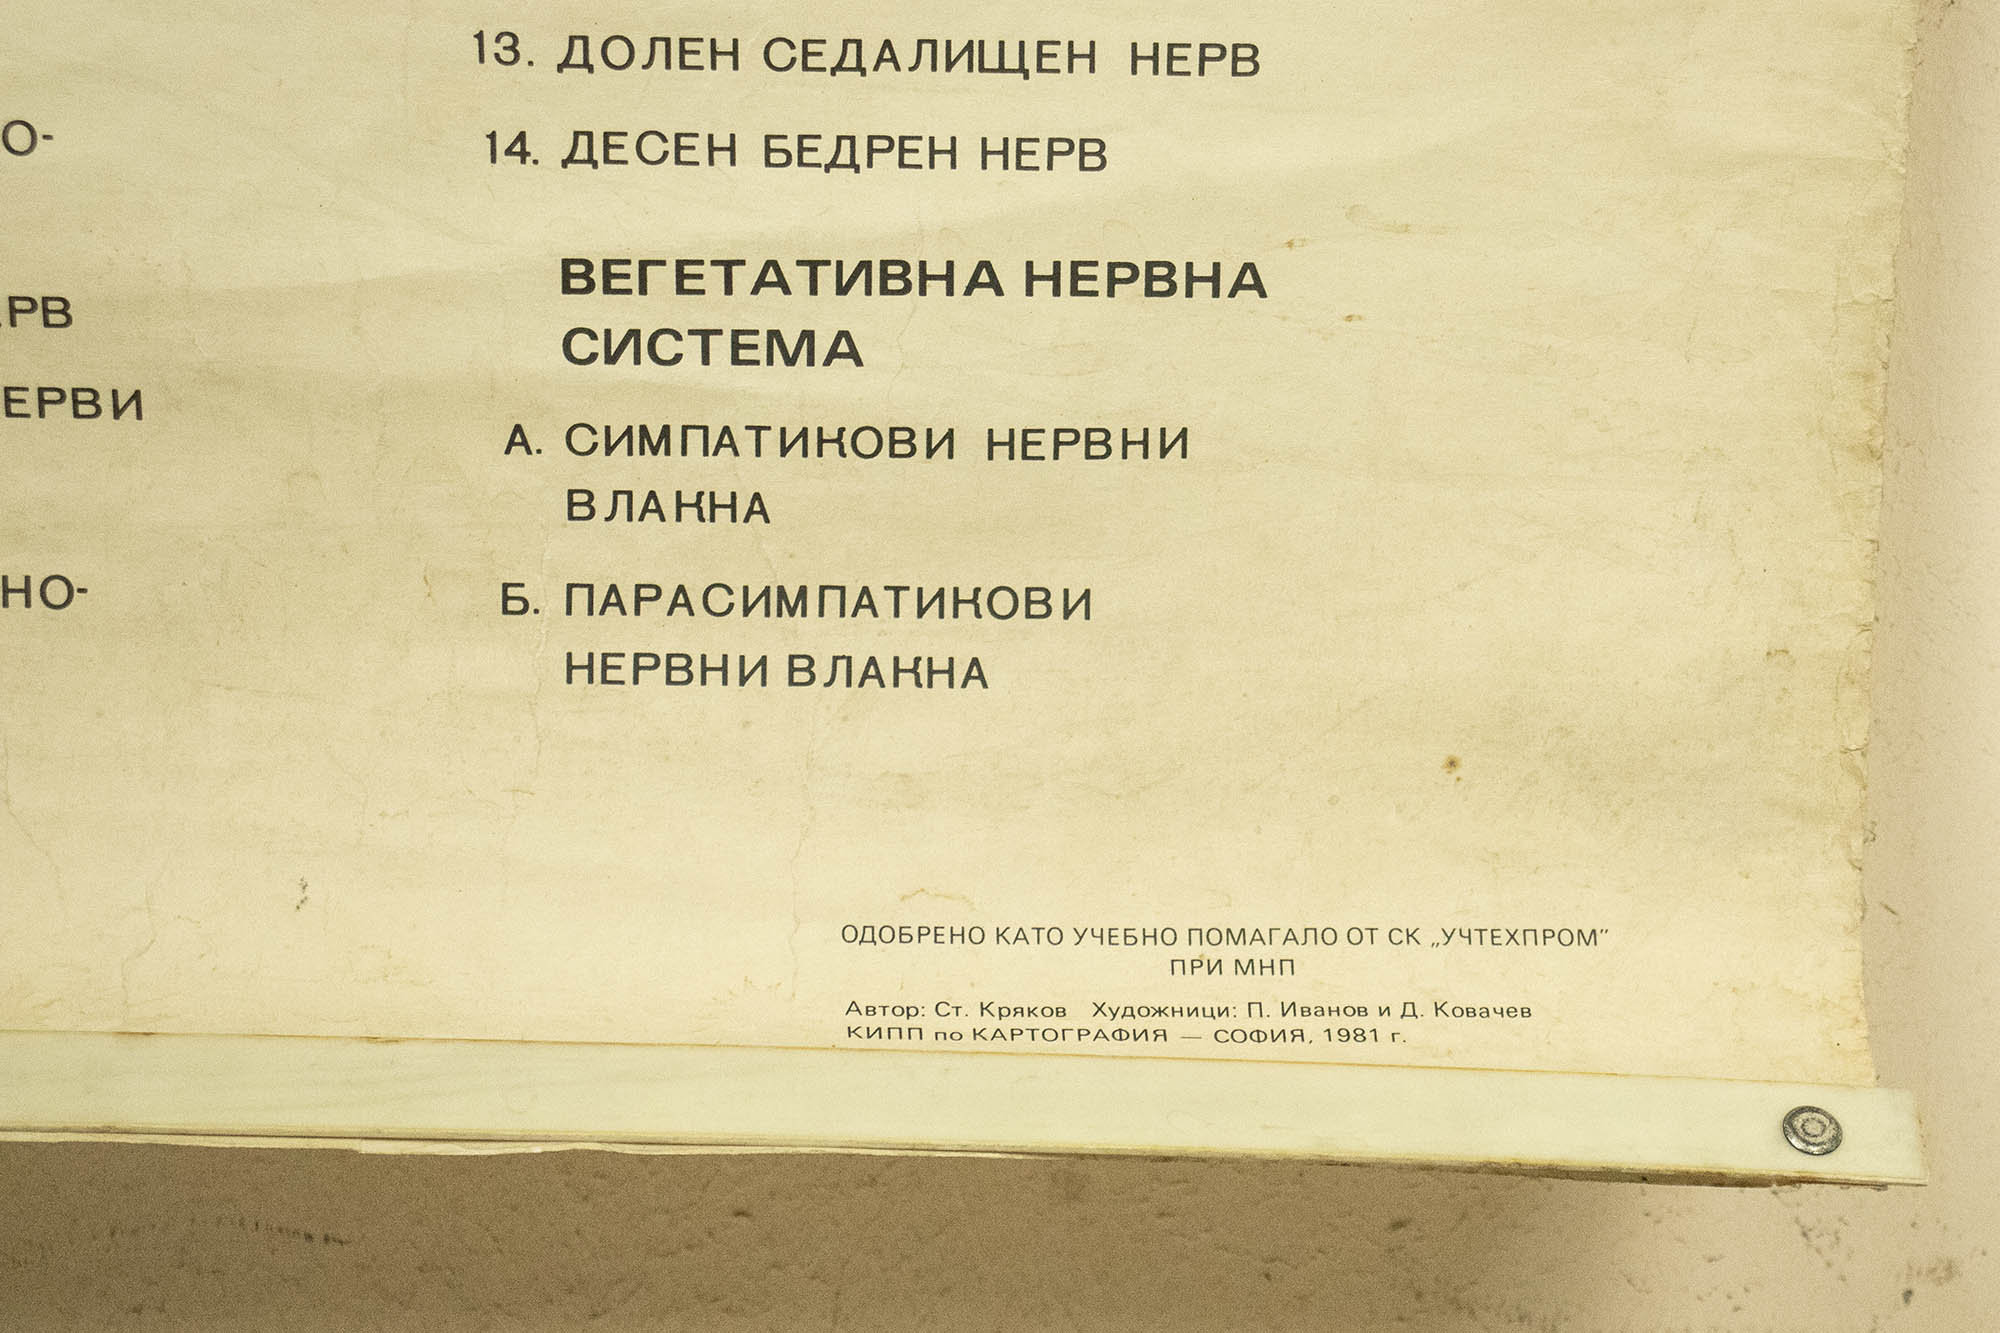 13. ДОЛЕН СЕДАЛИЩЕН НЕРВ
14. ДЕСЕН БЕДРЕН НЕРВ
ВЕГЕТАТИВНА НЕРВНА
СИСТЕМА
А. СИМПАТИКОВИ НЕРВНИ
ВЛАКНА
Б. ПАРАСИМПАТИКОВИ
НЕРВНИ ВЛАКНА
О-
РВ
ЕРВИ
НО-
ОДОБРЕНО КАТО УЧЕБНО ПОМАГАЛО ОТ СК „УЧТЕХПРОМ”
ПРИ МНП
Автор: Ст. Кряков Художници: П. Иванов и Д. Ковачев
КИПП по КАРТОГРАФИЯ — СОФИЯ, 1981 г.